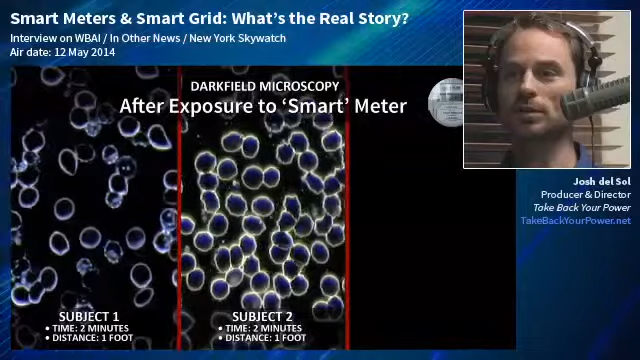 Smart Meters & Smart Grid: What's the Real Story?
Interview on WBAI / In Other News / New York Skywatch
Air date: 12 May 2014
DARKFIELD MICROSCOPY
After Exposure to ‘Smart’ Meter
SUBJECT 1
• TIME: 2 MINUTES
• DISTANCE: 1 FOOT
SUBJECT 2
• TIME: 2 MINUTES
• DISTANCE: 1 FOOT
Josh del Sol
Producer & Director
Take Back Your Power
TakeBackYourPower.net